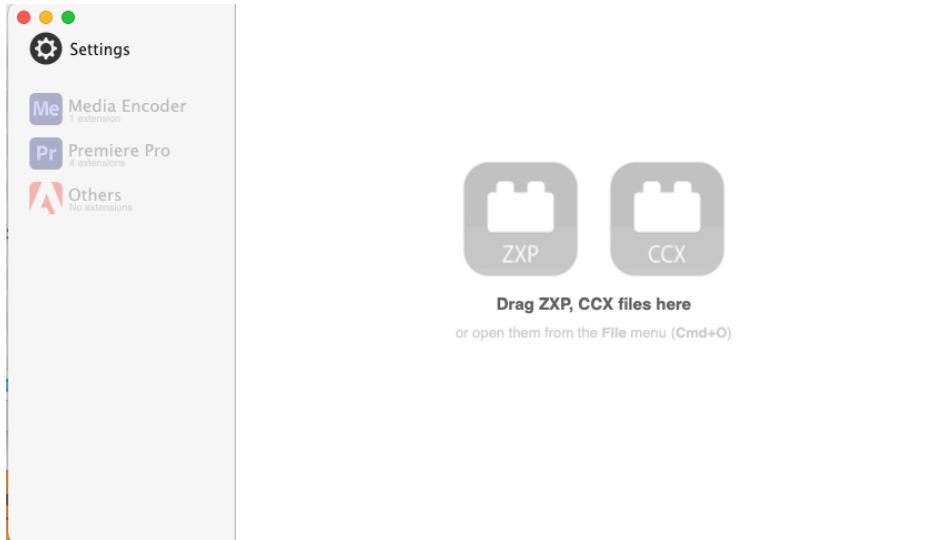 Settings
Me Media Encoder
1 extension
Pr Premiere Pro
4 extensions
Others
No extensions
ZXP CCX
Drag ZXP, CCX files here
or open them from the File menu (Cmd+O)